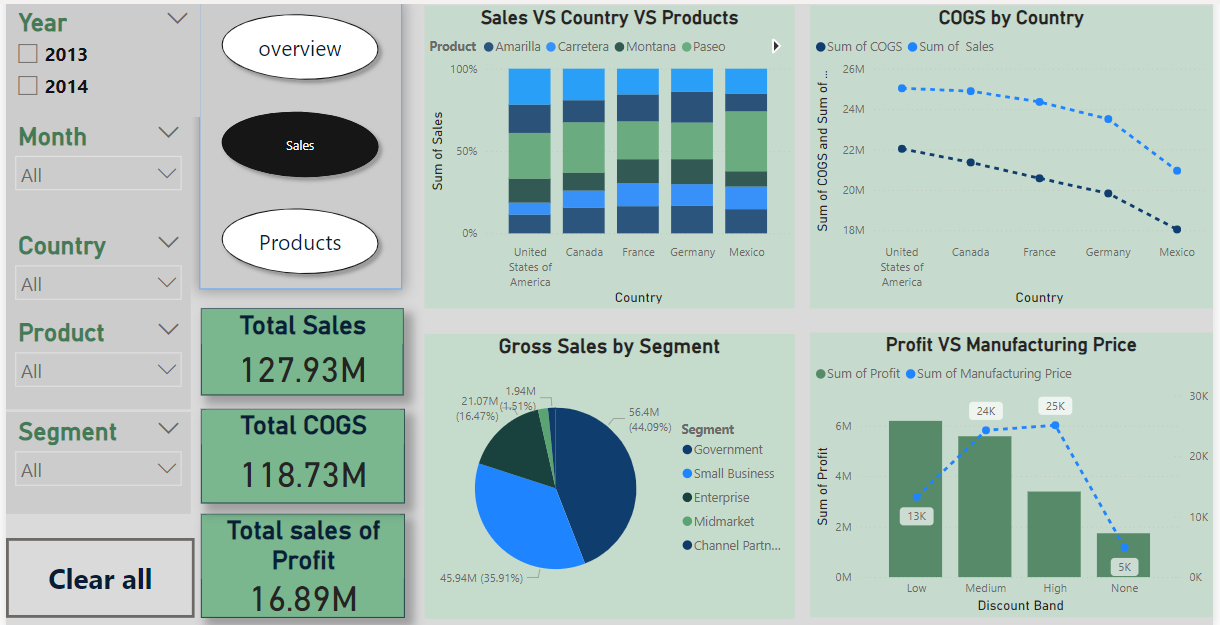 Year
2013
2014
Month
All
Country
All
Product
All
Segment
All
Clear all
overview
Sales
Products
Total Sales
127.93M
Total COGS
118.73M
Total sales of
Profit
16.89M
Sales VS Country VS Products
Product Amarilla Carretera Montana Paseo
100%
50%
0%
Sum of Sales
United
States of
America
Canada
France
Germany
Mexico
Country
COGS by Country
Sum of COGS Sum of Sales
26M
24M
22M
20M
18M
Sum of COGS and Sum of ...
United
States of
America
Canada
France
Germany
Mexico
Country
Gross Sales by Segment
1.94M
(1.51%)
21.07M
(16.47%)
56.4M
(44.09%)
45.94M (35.91%)
Segment
Government
Small Business
Enterprise
Midmarket
Channel Partn...
Profit VS Manufacturing Price
Sum of Profit Sum of Manufacturing Price
6M
4M
2M
0M
Sum of Profit
13K
24K
25K
5K
30K
20K
10K
0K
Low
Medium
High
None
Discount Band